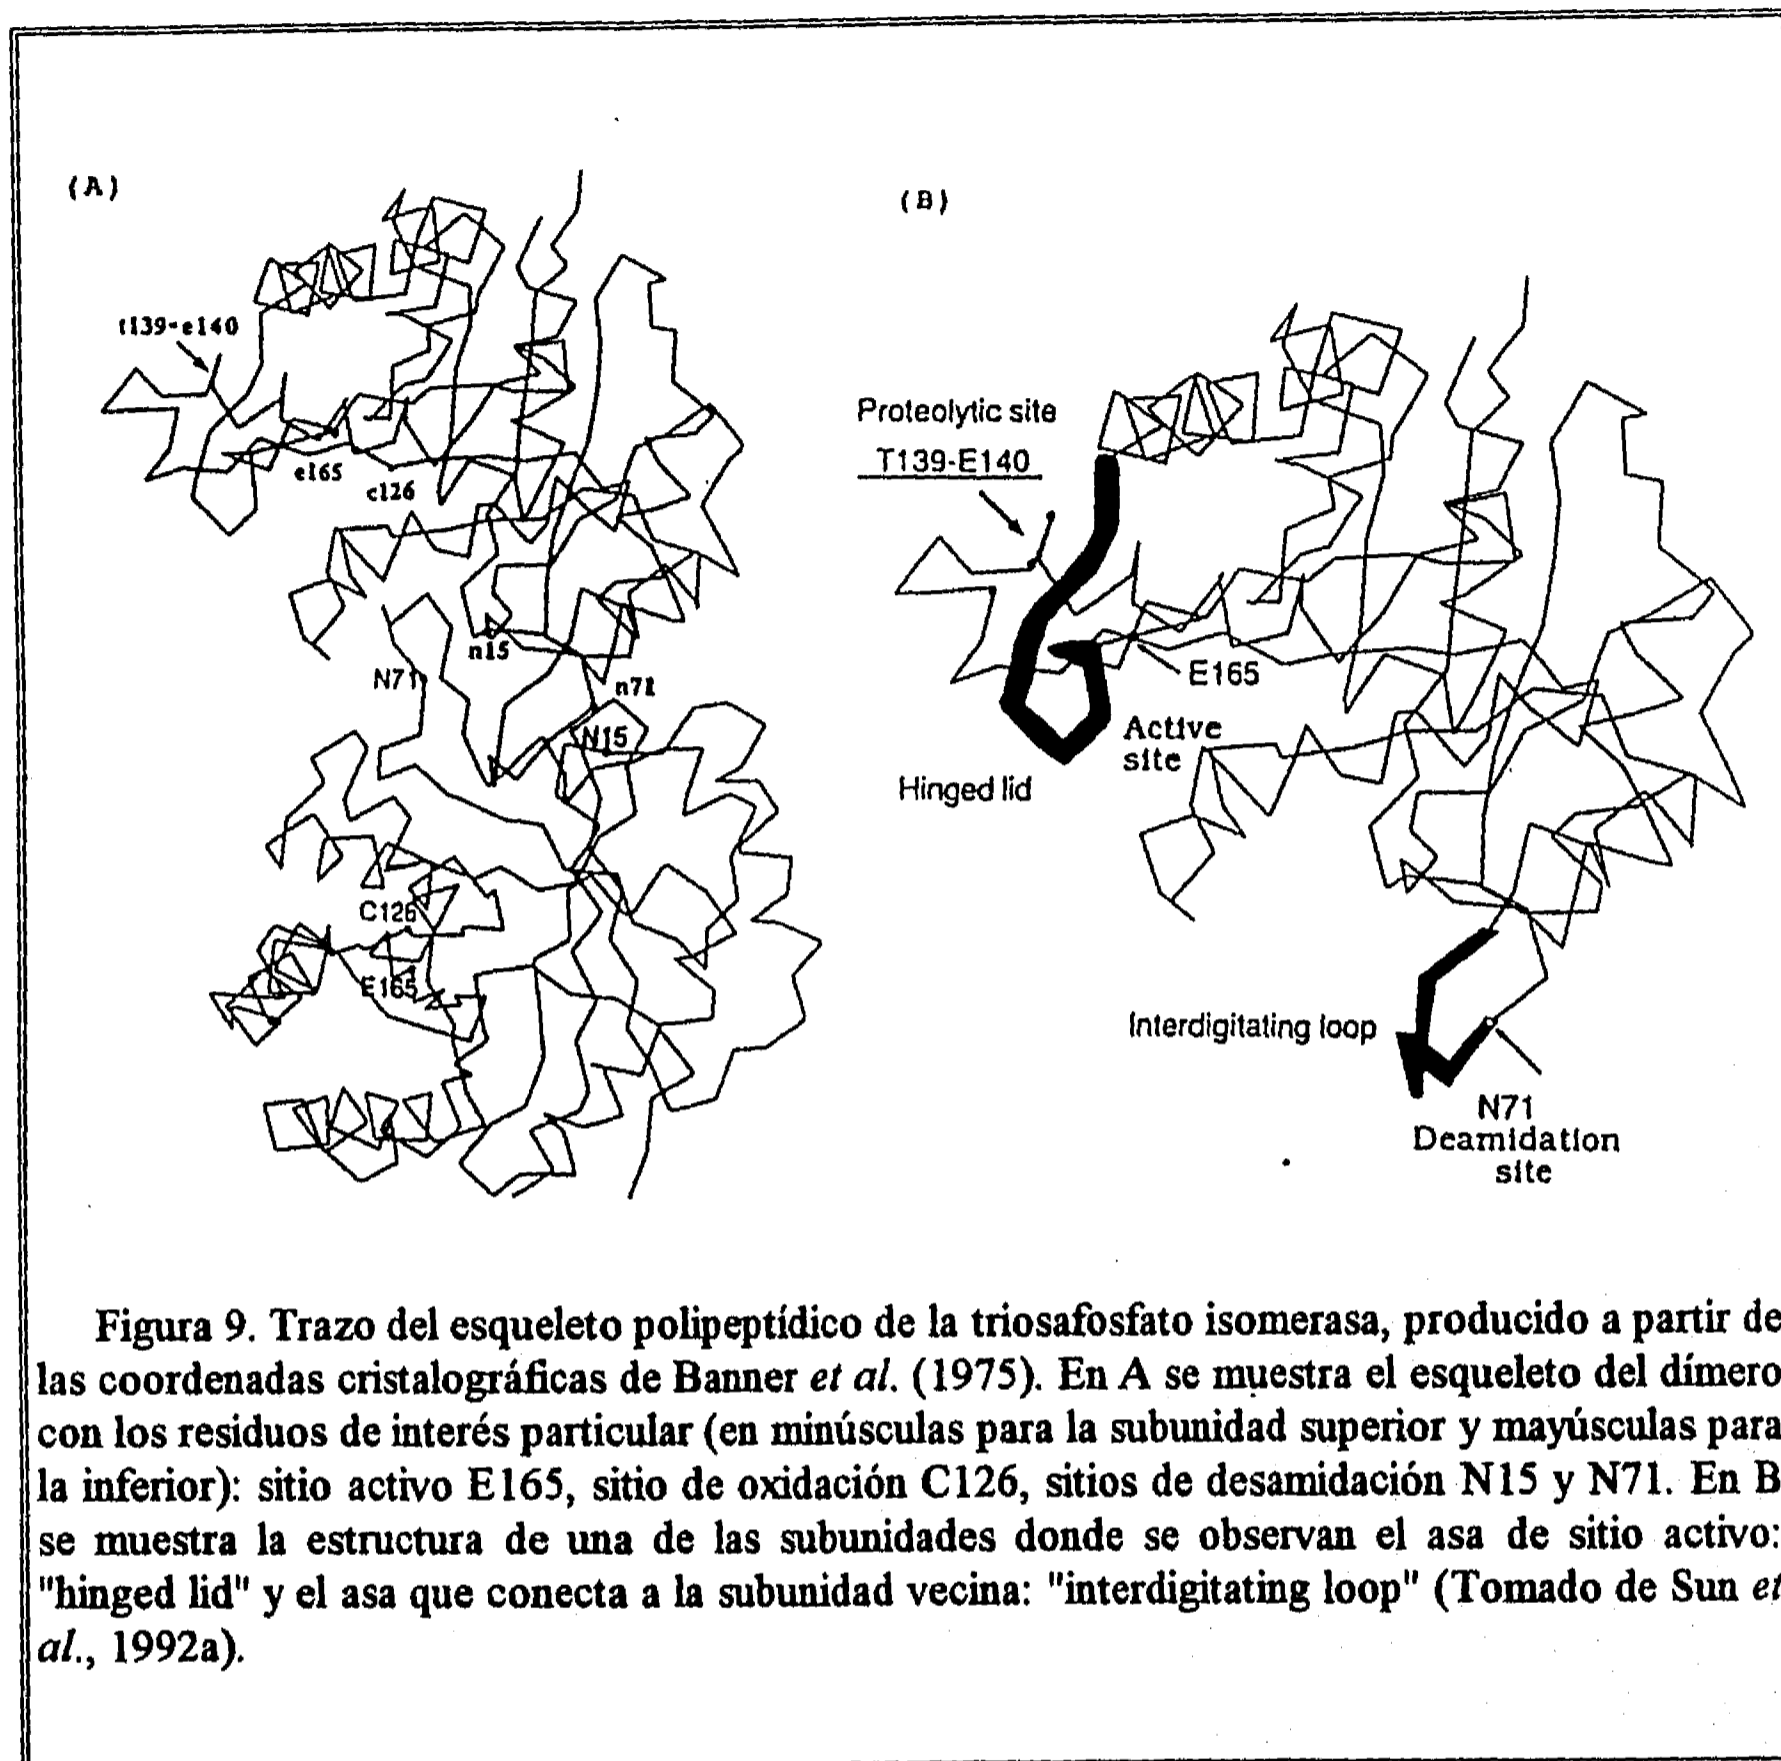 (A)
t139-e140
e165
c126
n15
N71
n71
N15
C126
E165
(B)
Proteolytic site
T139-E140
E165
Active
site
Hinged lid
Interdigitating loop
N71
Deamidation
site
Figura 9. Trazo del esqueleto polipeptídico de la triosafosfato isomerasa, producido a partir de
las coordenadas cristalográficas de Banner et al. (1975). En A se muestra el esqueleto del dímero
con los residuos de interés particular (en minúsculas para la subunidad superior y mayúsculas para
la inferior): sitio activo E165, sitio de oxidación C126, sitios de desamidación N15 y N71. En B
se muestra la estructura de una de las subunidades donde se observan el asa de sitio activo:
"hinged lid" y el asa que conecta a la subunidad vecina: "interdigitating loop" (Tomado de Sun et
al., 1992a).